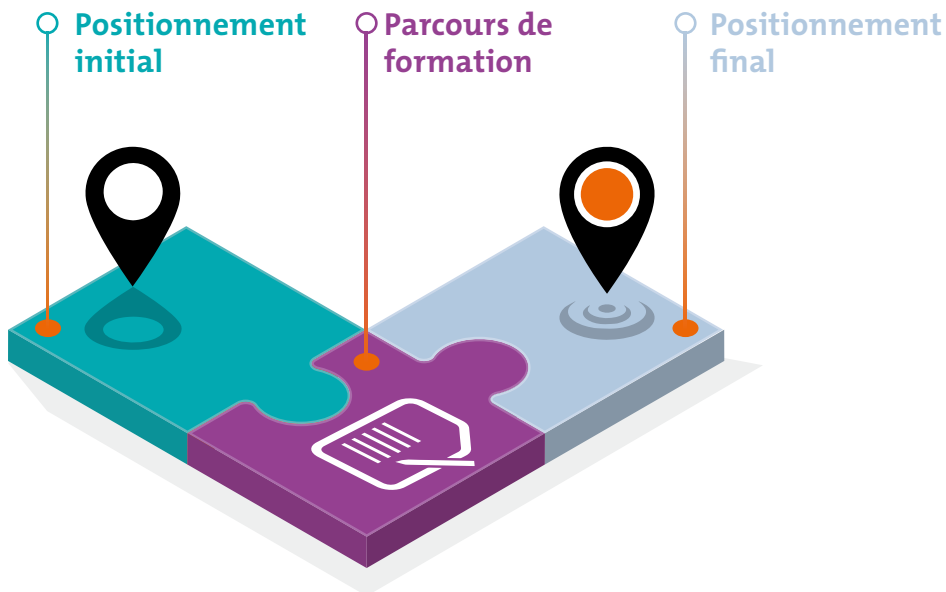 Positionnement
initial
Parcours de
formation
Positionnement
final